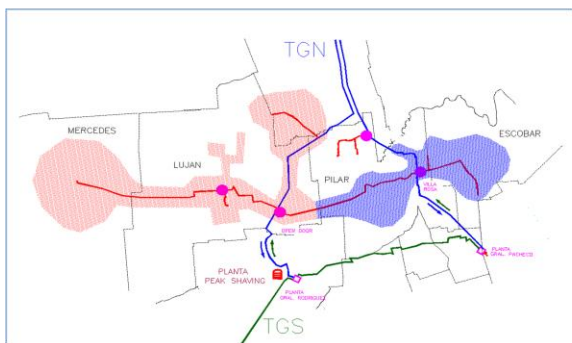 TGN
MERCEDES
ESCOBAR
LUJAN
PILAR
VILLA
ROSA
OPEN DOOR
PLANTA
PEAK SHAVING
PLANTA
GRAL. PACHECO
PLANTA
GRAL. RODRIGUEZ
TGS